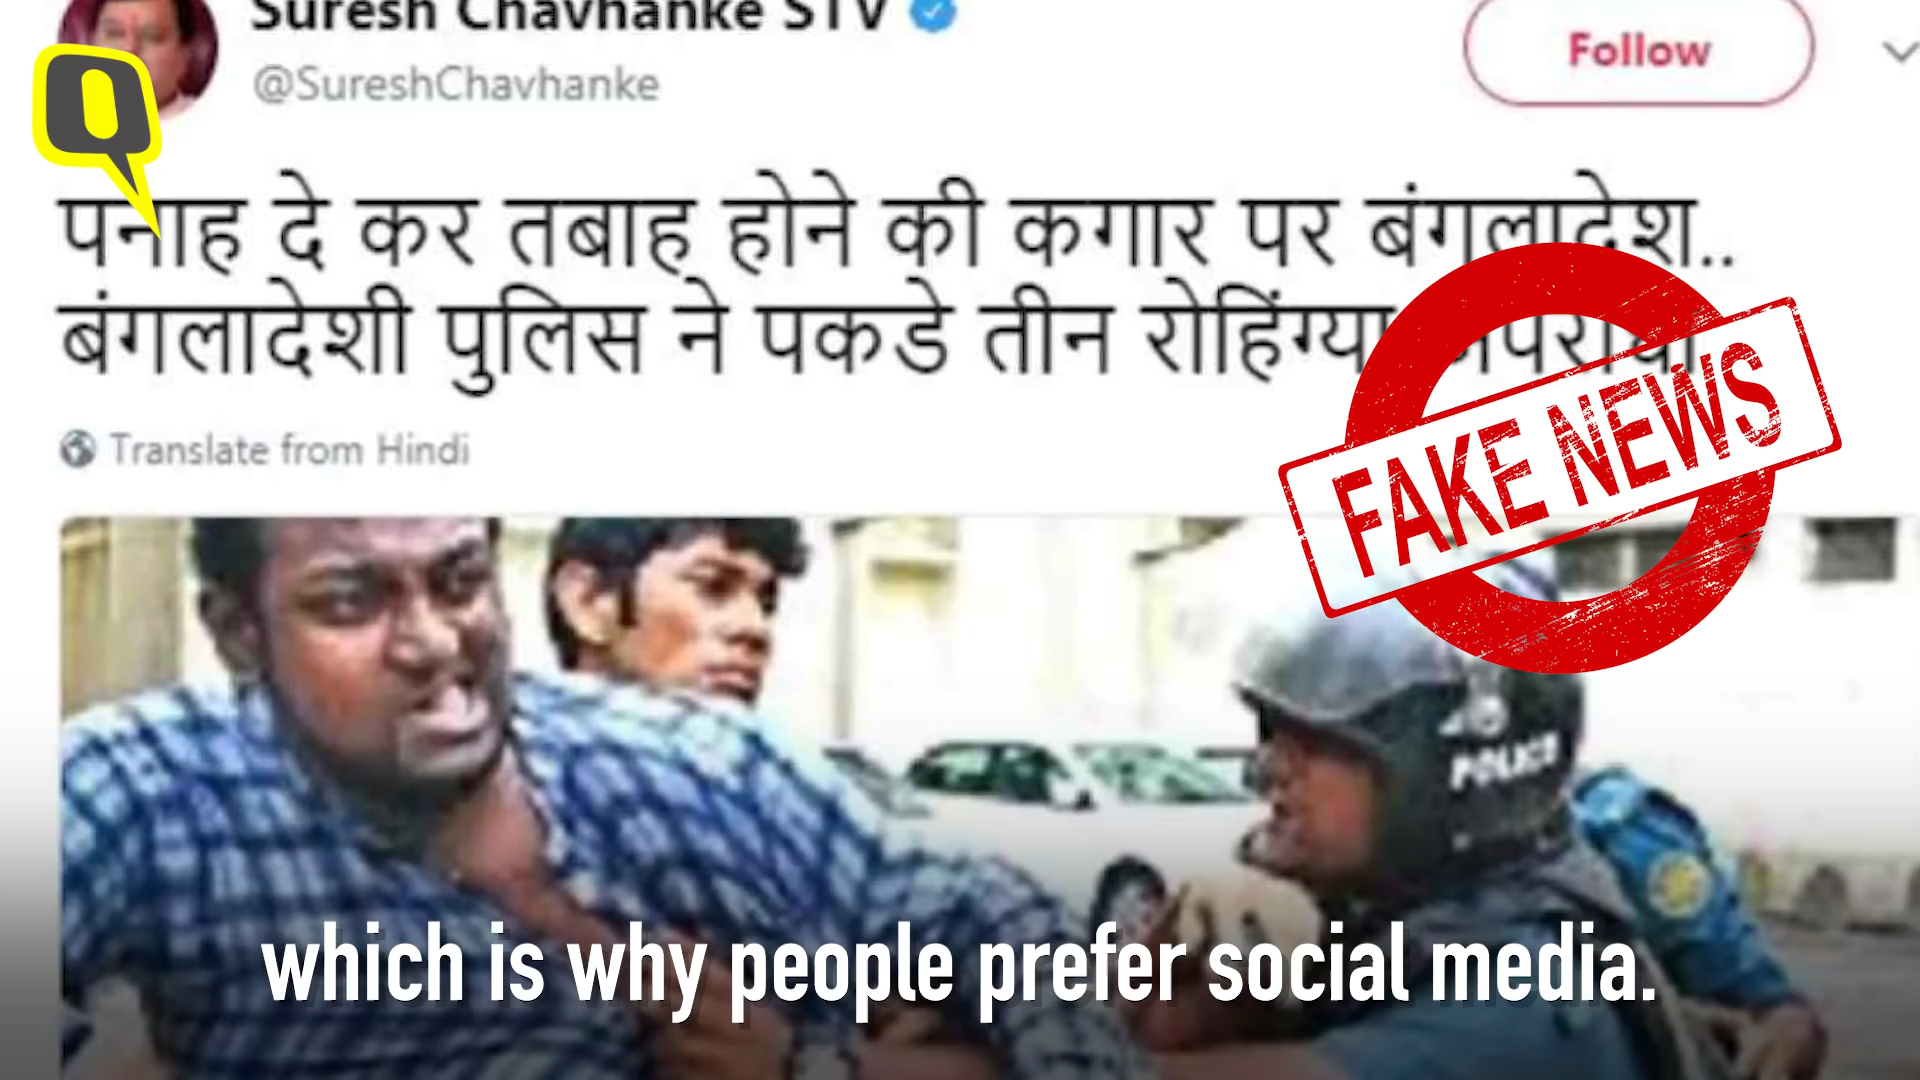 Suresh Chavhanke STV
@SureshChavhanke
Follow
पनाह दे कर तबाह होने की कगार पर बंगलादेश..
बंगलादेशी पुलिस ने पकडे तीन रोहिंग्या
Translate from Hindi
FAKE NEWS
POLICE
which is why people prefer social media.